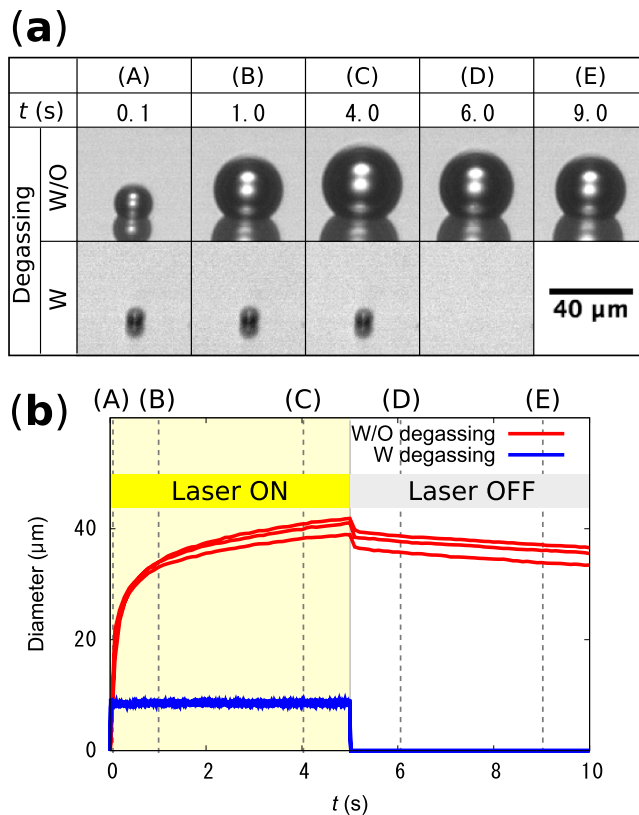 (a)
(A) (B) (C) (D) (E)
t (s) 0.1 1.0 4.0 6.0 9.0
Degassing
W/O
W
40 μm
(b)
(A) (B) (C) (D) (E)
W/O degassing
W degassing
Laser ON Laser OFF
Diameter (μm)
40
20
0
0 2 4 6 8 10
t (s)